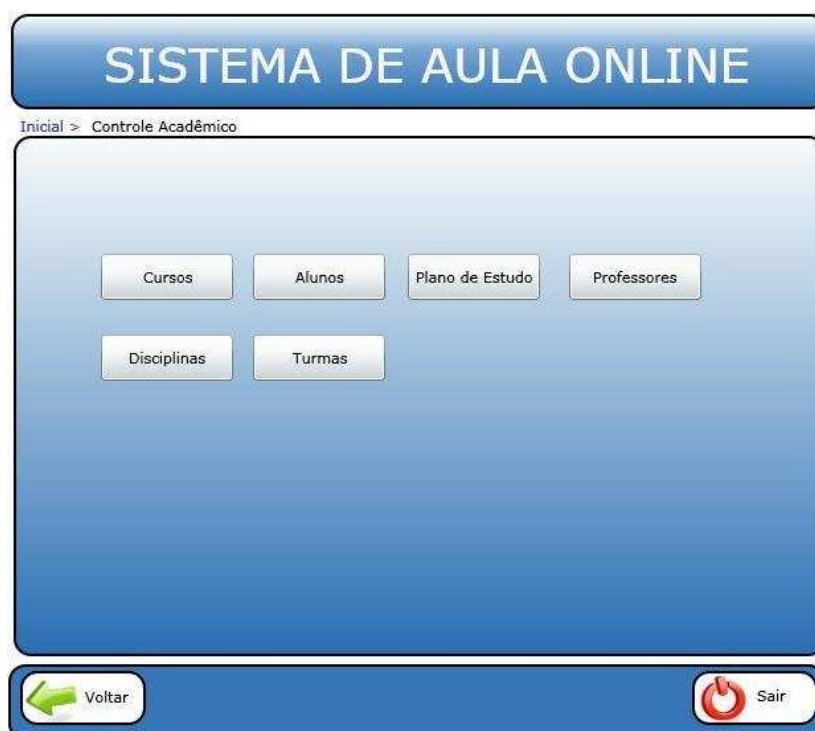 SISTEMA DE AULA ONLINE
Inicial > Controle Acadêmico
Cursos Alunos Plano de Estudo Professores
Disciplinas Turmas
Voltar Sair